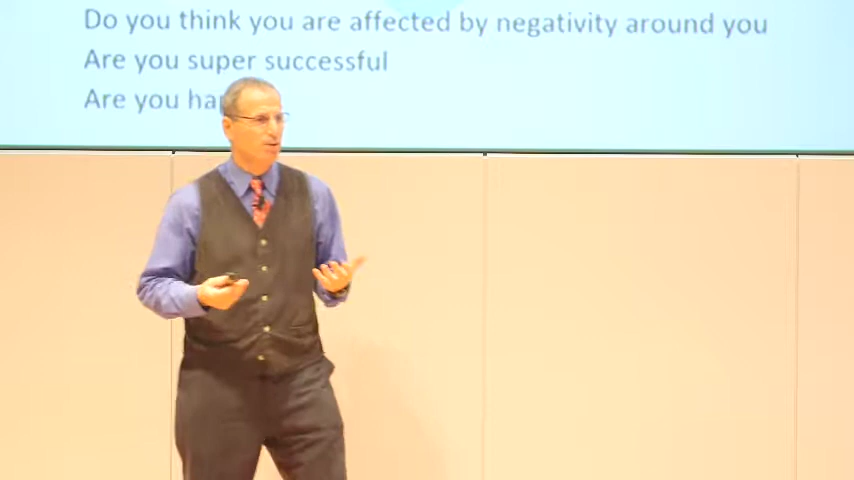 Do you think you are affected by negativity around you
Are you super successful
Are you